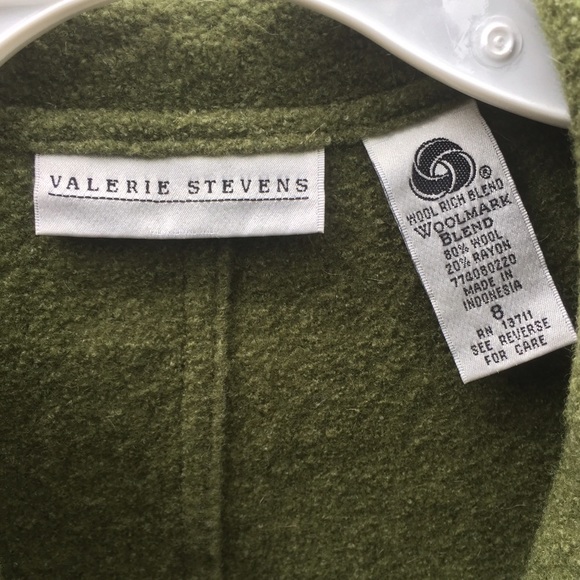 VALERIE STEVENS
®
WOOL RICH BLEND
WOOLMARK
BLEND
80% WOOL
20% RAYON
774080220
MADE IN
INDONESIA
8
RN 13711
SEE REVERSE
FOR CARE